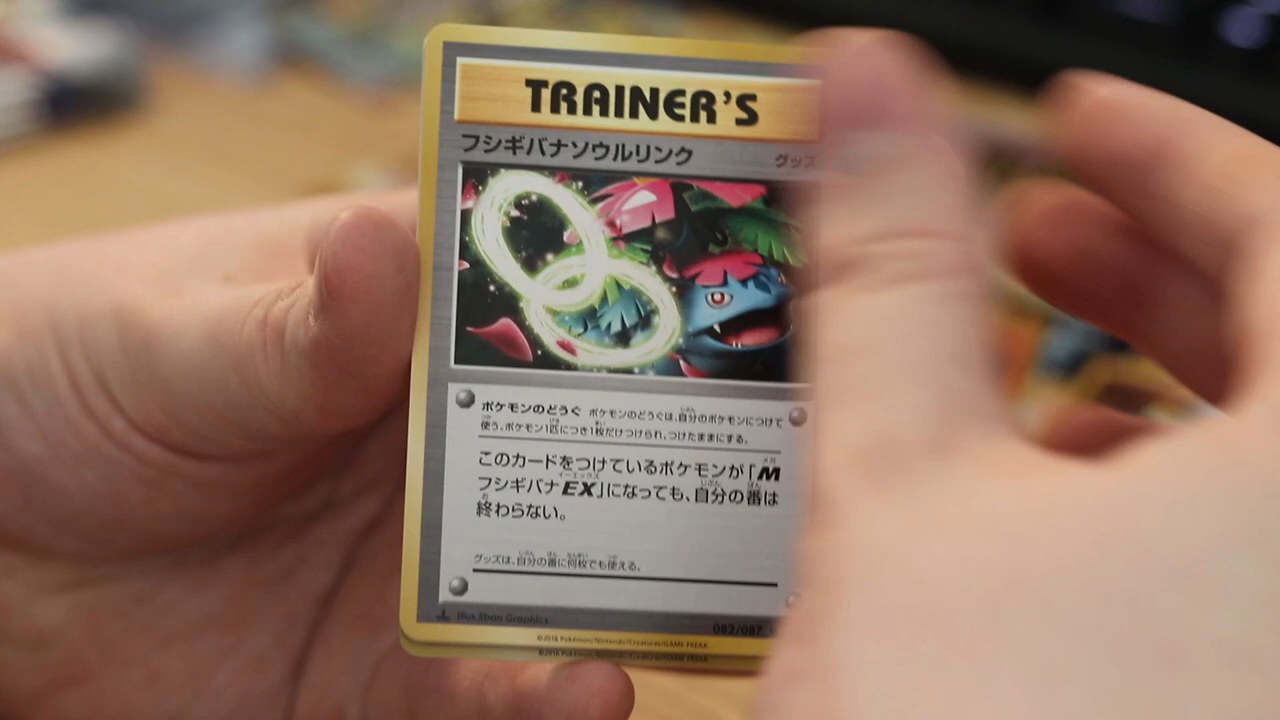 TRAINER'S
フシギバナソウルリンク
グッズ
ポケモンのどうぐ ポケモンのどうぐは、自分のポケモンにつけて
使う。ポケモン1匹につき1枚だけつけられ、つけたままにする。
このカードをつけているポケモンが「M
フシギバナEX」になっても、自分の番は
終わらない。
グッズは、自分の番に何枚でも使える。
Illus. 5ban Graphics
082/087
©2016 Pokémon/Nintendo/Creatures/GAME FREAK.
©2016 Pokémon/Nintendo/Creatures/GAME FREAK.